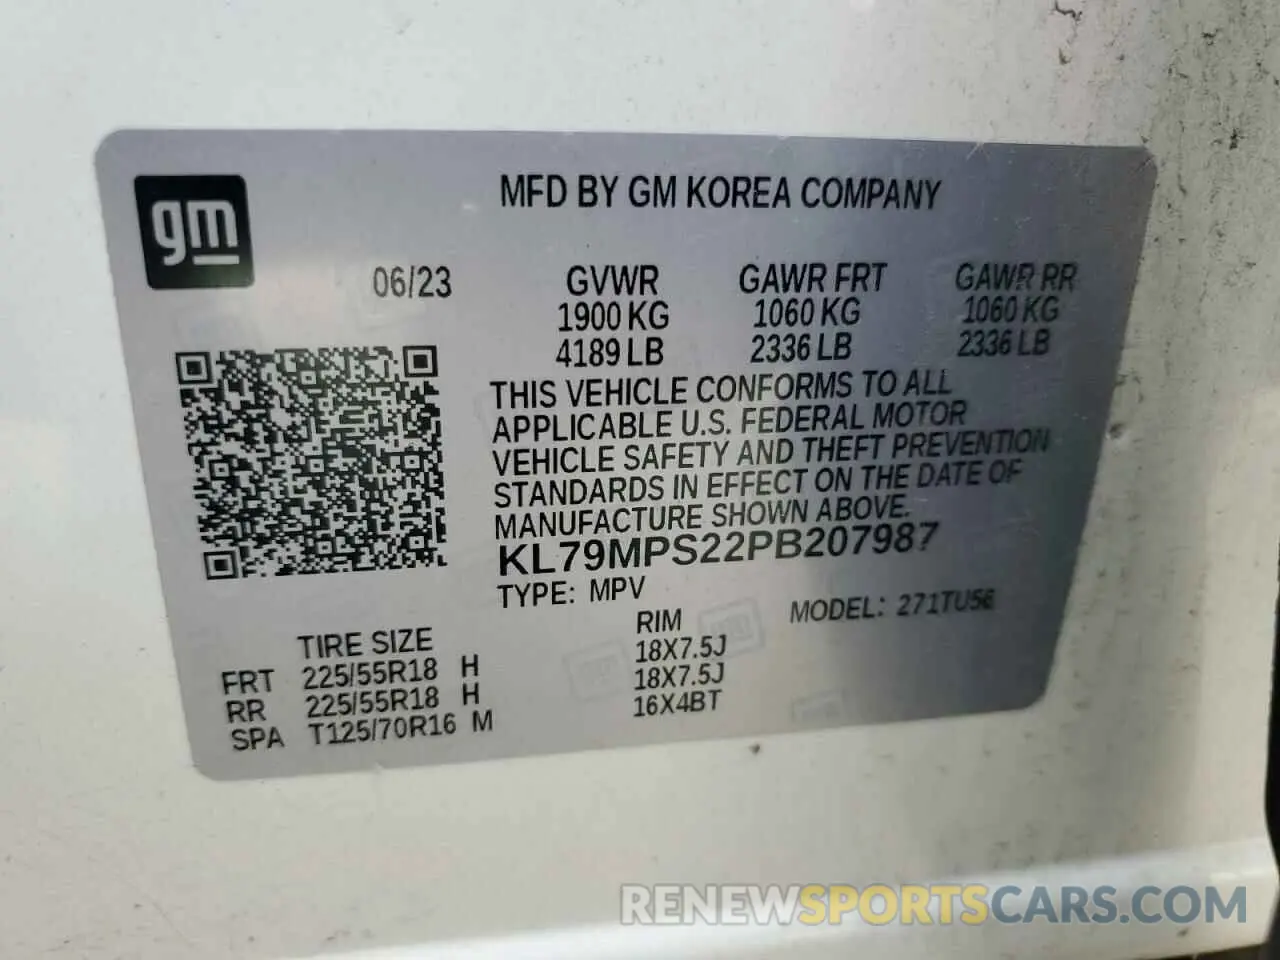 gm
MFD BY GM KOREA COMPANY
06/23 GVWR GAWR FRT GAWR RR
1900 KG 1060 KG 1060 KG
4189 LB 2336 LB 2336 LB
THIS VEHICLE CONFORMS TO ALL
APPLICABLE U.S. FEDERAL MOTOR
VEHICLE SAFETY AND THEFT PREVENTION
STANDARDS IN EFFECT ON THE DATE OF
MANUFACTURE SHOWN ABOVE.
KL79MPS22PB207987
TYPE: MPV MODEL: 271TU56
TIRE SIZE RIM
FRT 225/55R18 H 18X7.5J
RR 225/55R18 H 18X7.5J
SPA T125/70R16 M 16X4BT
RENEWSPORTSCARS.COM